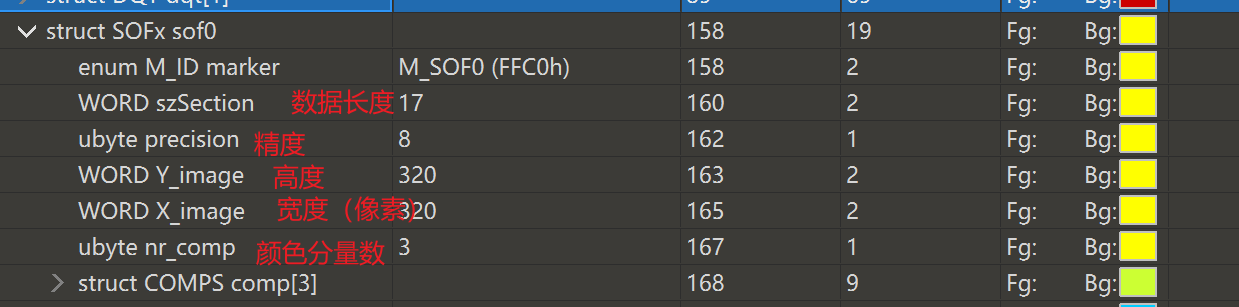 struct DQT dqt[1] 89 69 Fg: Bg:
struct SOFx sof0 158 19 Fg: Bg:
enum M_ID marker M_SOF0 (FFC0h) 158 2 Fg: Bg:
WORD szSection 数据长度 17 160 2 Fg: Bg:
ubyte precision 精度 8 162 1 Fg: Bg:
WORD Y_image 高度 320 163 2 Fg: Bg:
WORD X_image 宽度（像素） 320 165 2 Fg: Bg:
ubyte nr_comp 颜色分量数 3 167 1 Fg: Bg:
struct COMPS comp[3] 168 9 Fg: Bg: